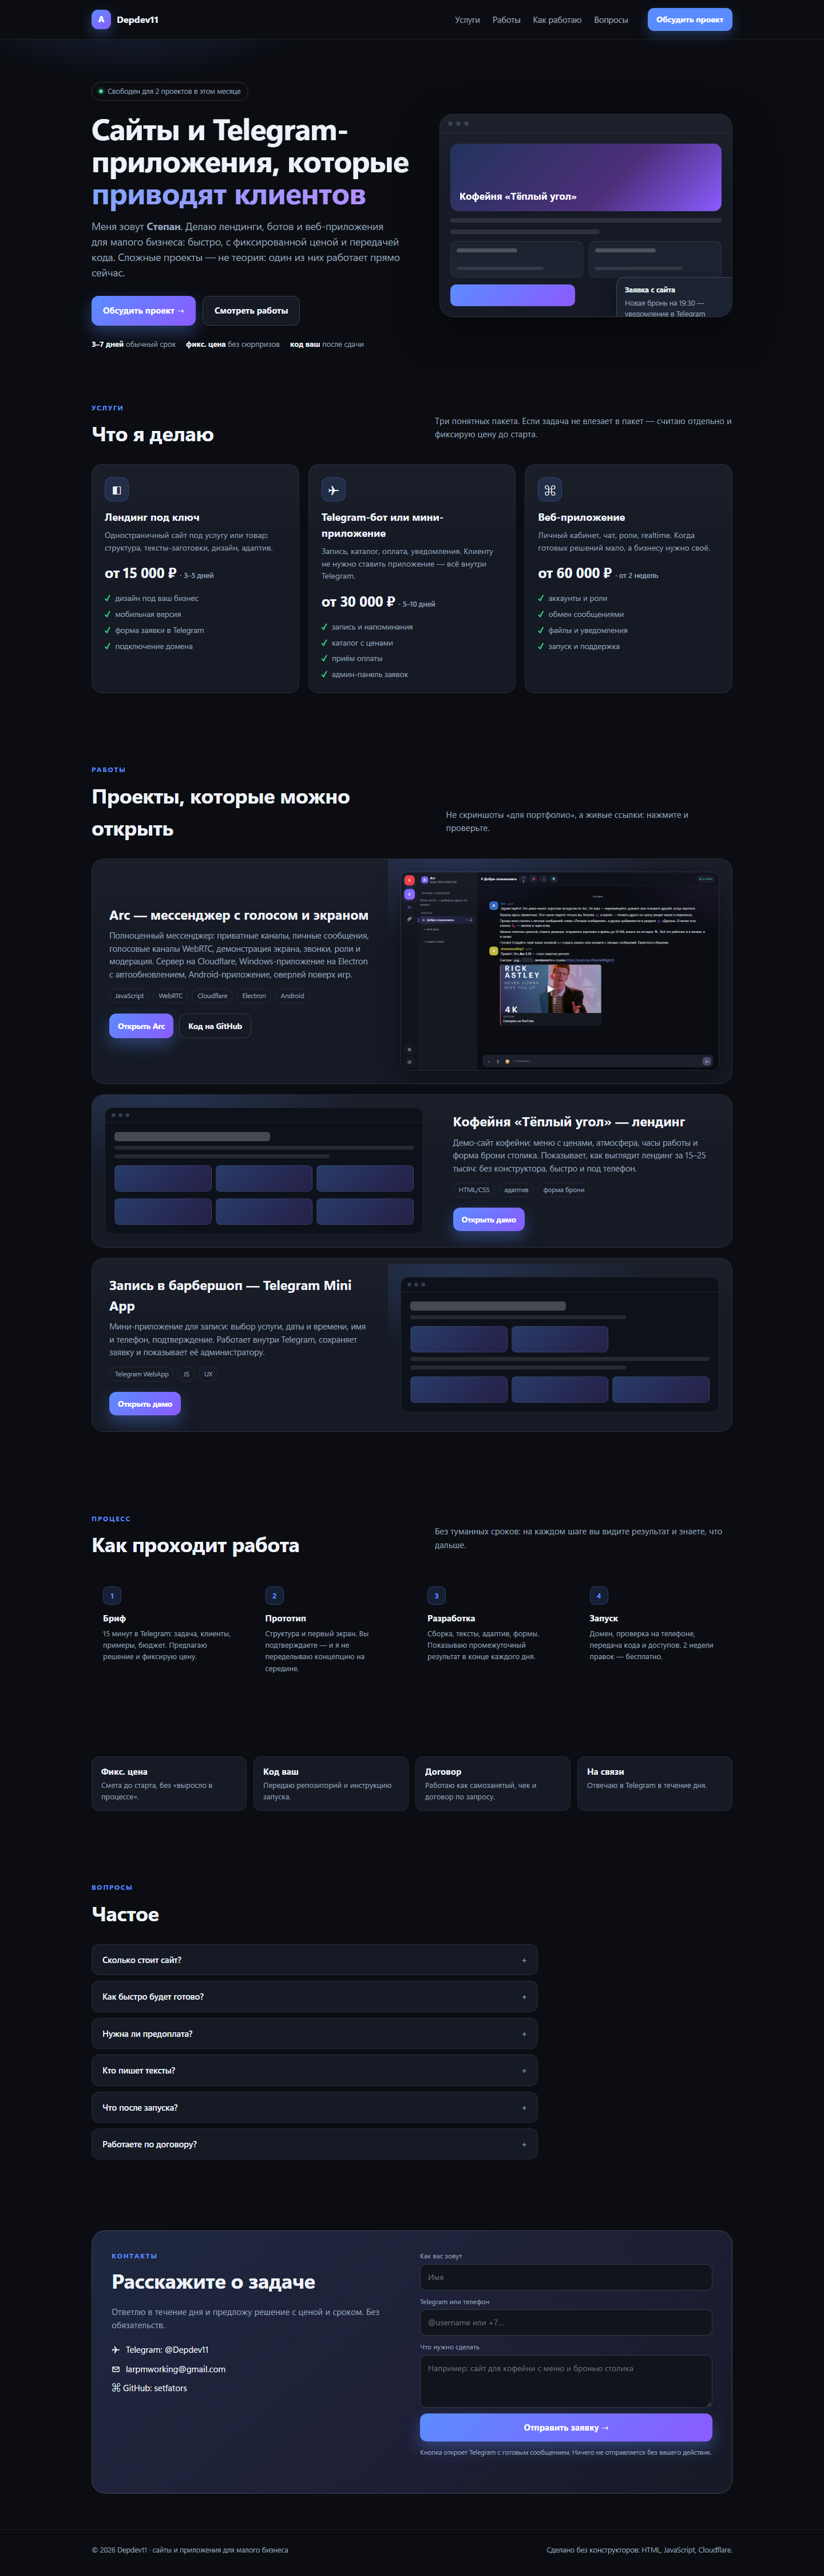 A Depdev11
Услуги Работы Как работаю Вопросы Обсудить проект
Свободен для 2 проектов в этом месяце
Сайты и Telegram-
приложения, которые
приводят клиентов
Меня зовут Степан. Делаю лендинги, ботов и веб-приложения
для малого бизнеса: быстро, с фиксированной ценой и передачей
кода. Сложные проекты — не теория: один из них работает прямо
сейчас.
Обсудить проект → Смотреть работы
3–7 дней обычный срок фикс. цена без сюрпризов код ваш после сдачи
Кофейня «Тёплый угол»
Заявка с сайта
Новая бронь на 19:30 —
уведомление в Telegram
УСЛУГИ
Что я делаю
Три понятных пакета. Если задача не влезает в пакет — считаю отдельно и
фиксирую цену до старта.
Лендинг под ключ
Одностраничный сайт под услугу или товар:
структура, тексты-заготовки, дизайн, адаптив.
от 15 000 ₽ · 3–5 дней
✓ дизайн под ваш бизнес
✓ мобильная версия
✓ форма заявки в Telegram
✓ подключение домена
Telegram-бот или мини-
приложение
Запись, каталог, оплата, уведомления. Клиенту
не нужно ставить приложение — всё внутри
Telegram.
от 30 000 ₽ · 5–10 дней
✓ запись и напоминания
✓ каталог с ценами
✓ приём оплаты
✓ админ-панель заявок
Веб-приложение
Личный кабинет, чат, роли, realtime. Когда
готовых решений мало, а бизнесу нужно своё.
от 60 000 ₽ · от 2 недель
✓ аккаунты и роли
✓ обмен сообщениями
✓ файлы и уведомления
✓ запуск и поддержка
РАБОТЫ
Проекты, которые можно
открыть
Не скриншоты «для портфолио», а живые ссылки: нажмите и
проверьте.
Arc — мессенджер с голосом и экраном
Полноценный мессенджер: приватные каналы, личные сообщения,
голосовые каналы WebRTC, демонстрация экрана, звонки, роли и
модерация. Сервер на Cloudflare, Windows-приложение на Electron
с автообновлением, Android-приложение, оверлей поверх игр.
JavaScript WebRTC Cloudflare Electron Android
Открыть Arc Код на GitHub
Arc
Добро пожаловать
RICK
ASTLEY
NEVER GONNA
GIVE YOU UP
4K
Кофейня «Тёплый угол» — лендинг
Демо-сайт кофейни: меню с ценами, атмосфера, часы работы и
форма брони столика. Показывает, как выглядит лендинг за 15–25
тысяч: без конструктора, быстро и под телефон.
HTML/CSS адаптив форма брони
Открыть демо
Запись в барбершоп — Telegram Mini
App
Мини-приложение для записи: выбор услуги, даты и времени, имя
и телефон, подтверждение. Работает внутри Telegram, сохраняет
заявку и показывает её администратору.
Telegram WebApp JS UX
Открыть демо
ПРОЦЕСС
Как проходит работа
Без туманных сроков: на каждом шаге вы видите результат и знаете, что
дальше.
1
Бриф
15 минут в Telegram: задача, клиенты,
примеры, бюджет. Предлагаю
решение и фиксирую цену.
2
Прототип
Структура и первый экран. Вы
подтверждаете — и я не
переделываю концепцию на
середине.
3
Разработка
Сборка, тексты, адаптив, формы.
Показываю промежуточный
результат в конце каждого дня.
4
Запуск
Домен, проверка на телефоне,
передача кода и доступов. 2 недели
правок — бесплатно.
Фикс. цена
Смета до старта, без «выросло в
процессе».
Код ваш
Передаю репозиторий и инструкцию
запуска.
Договор
Работаю как самозанятый, чек и
договор по запросу.
На связи
Отвечаю в Telegram в течение дня.
ВОПРОСЫ
Частое
Сколько стоит сайт? +
Как быстро будет готово? +
Нужна ли предоплата? +
Кто пишет тексты? +
Что после запуска? +
Работаете по договору? +
КОНТАКТЫ
Расскажите о задаче
Ответлю в течение дня и предложу решение с ценой и сроком. Без
обязательств.
✈ Telegram: @Depdev11
✉ larpmworking@gmail.com
⌘ GitHub: setfators
Как вас зовут
Имя
Telegram или телефон
@username или +7...
Что нужно сделать
Например: сайт для кофейни с меню и бронью столика
Отправить заявку →
Кнопка откроет Telegram с готовым сообщением. Ничего не отправляется без вашего действия.
© 2026 Depdev11 · сайты и приложения для малого бизнеса
Сделано без конструкторов: HTML, JavaScript, Cloudflare.